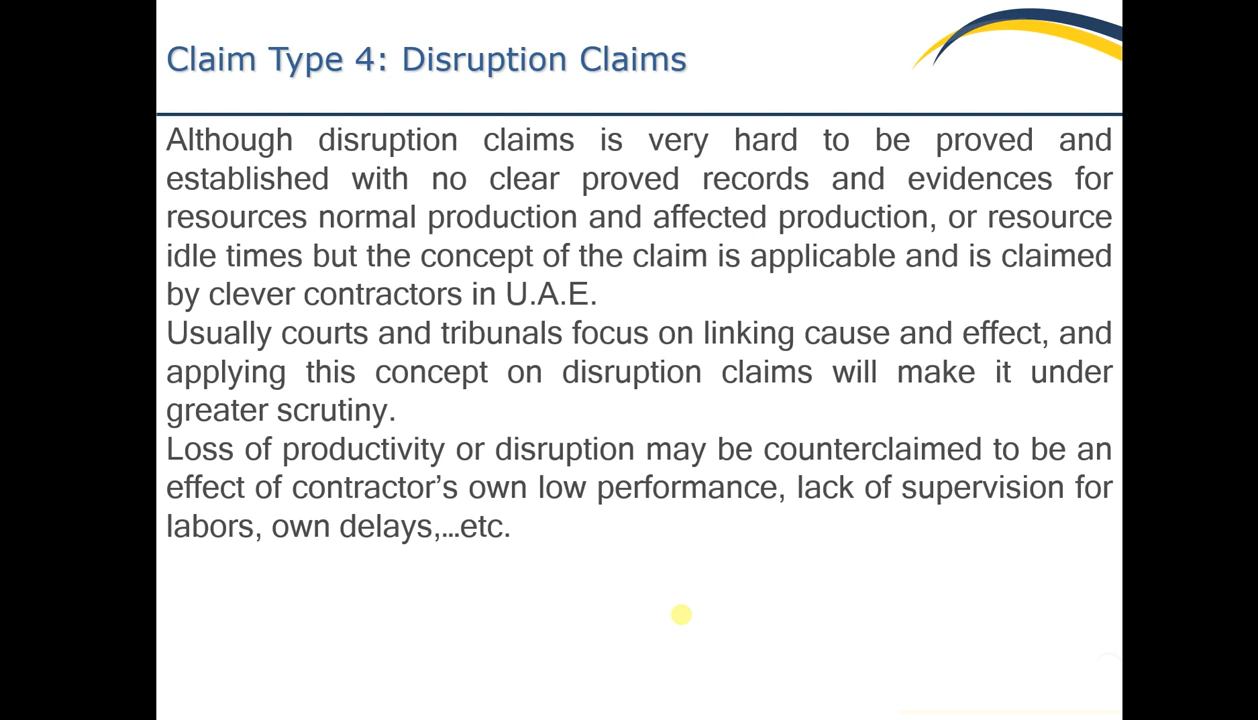 Claim Type 4: Disruption Claims
Although disruption claims is very hard to be proved and
established with no clear proved records and evidences for
resources normal production and affected production, or resource
idle times but the concept of the claim is applicable and is claimed
by clever contractors in U.A.E.
Usually courts and tribunals focus on linking cause and effect, and
applying this concept on disruption claims will make it under
greater scrutiny.
Loss of productivity or disruption may be counterclaimed to be an
effect of contractor’s own low performance, lack of supervision for
labors, own delays,…etc.